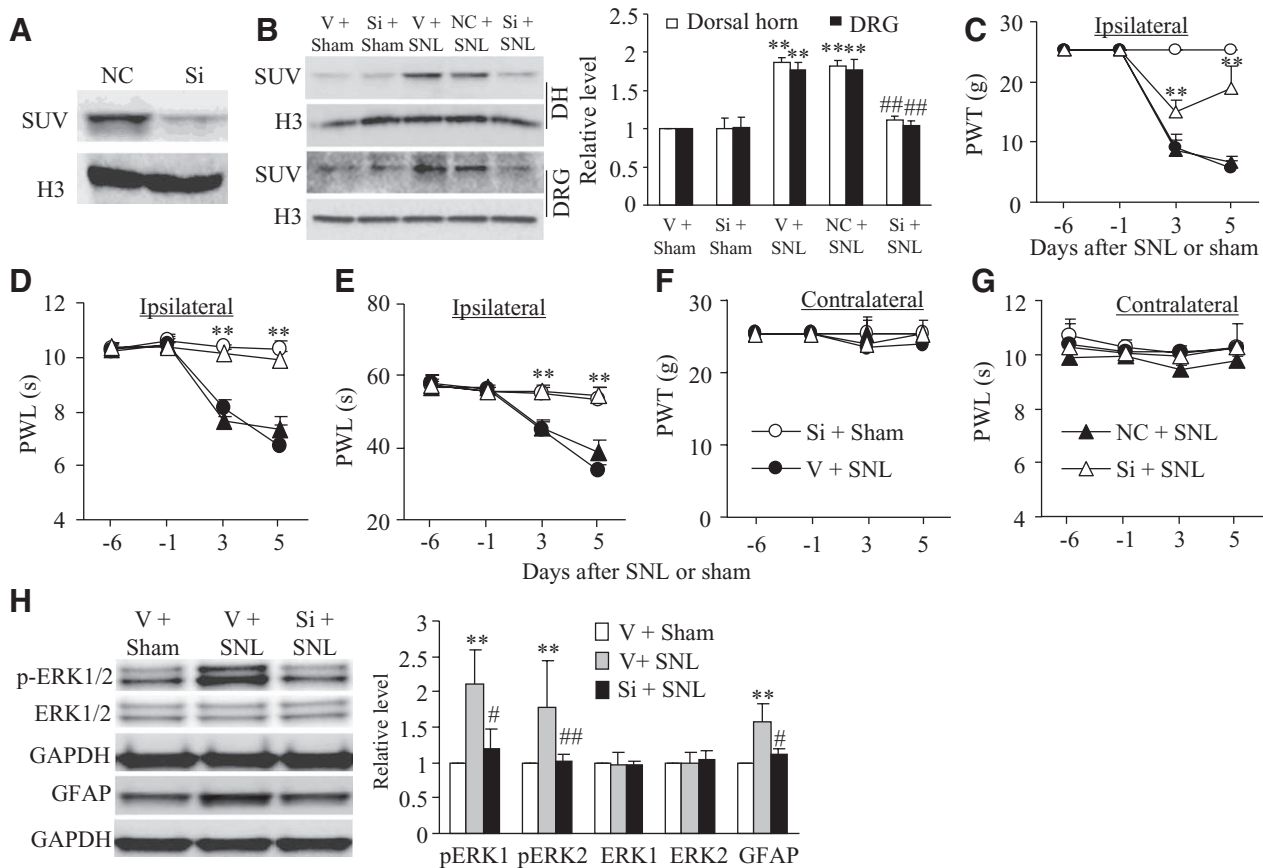 A
NC Si
SUV
H3
B
V + Si + V + NC + Si +
Sham Sham SNL SNL SNL
SUV
H3
DH
SUV
H3
DRG
2.5
2
1.5
1
0.5
0
Relative level
Dorsal horn DRG
** ** ** ** ## ##
V + Si + V + NC + Si +
Sham Sham SNL SNL SNL
C
Ipsilateral
30
20
10
0
PWT (g)
** **
-6 -1 3 5
Days after SNL or sham
D
Ipsilateral
12
10
8
6
4
PWL (s)
** **
-6 -1 3 5
E
Ipsilateral
80
60
40
20
PWL (s)
** **
-6 -1 3 5
Days after SNL or sham
F
Contralateral
30
20
10
0
PWT (g)
Si + Sham
V + SNL
-6 -1 3 5
G
Contralateral
12
10
8
6
4
PWL (s)
NC + SNL
Si + SNL
-6 -1 3 5
H
V + V + Si +
Sham SNL SNL
p-ERK1/2
ERK1/2
GAPDH
GFAP
GAPDH
3
2.5
2
1.5
1
0.5
0
Relative level
V + Sham
V+ SNL
Si + SNL
** # ** ## ** #
pERK1 pERK2 ERK1 ERK2 GFAP